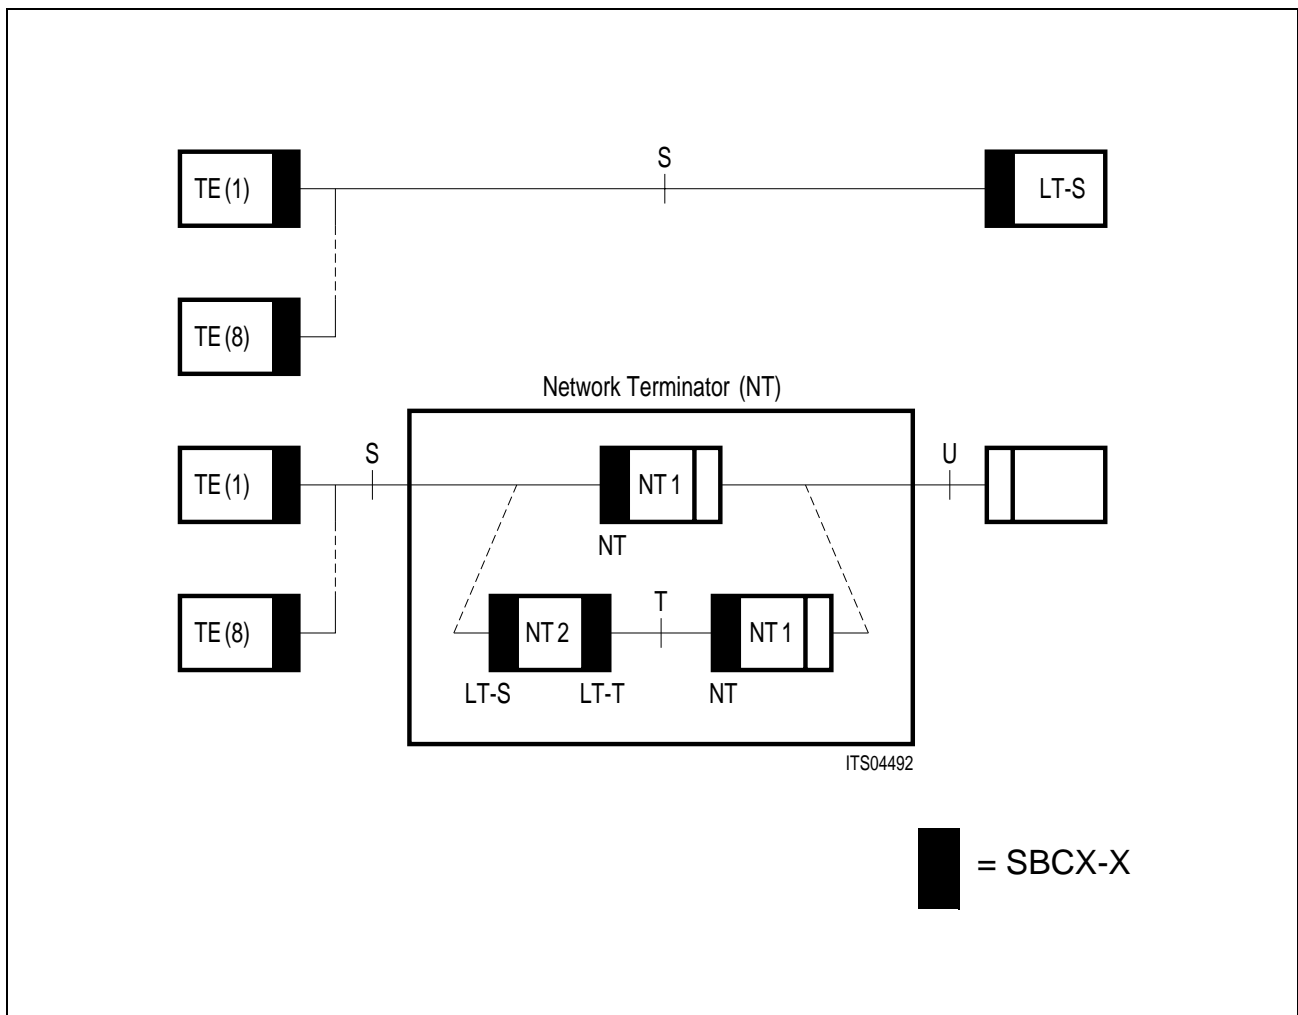 S
TE (1)
LT-S
TE (8)
Network Terminator (NT)
S
U
TE (1)
NT 1
NT
T
TE (8)
NT 2
NT 1
LT-S
LT-T
NT
ITS04492
= SBCX-X